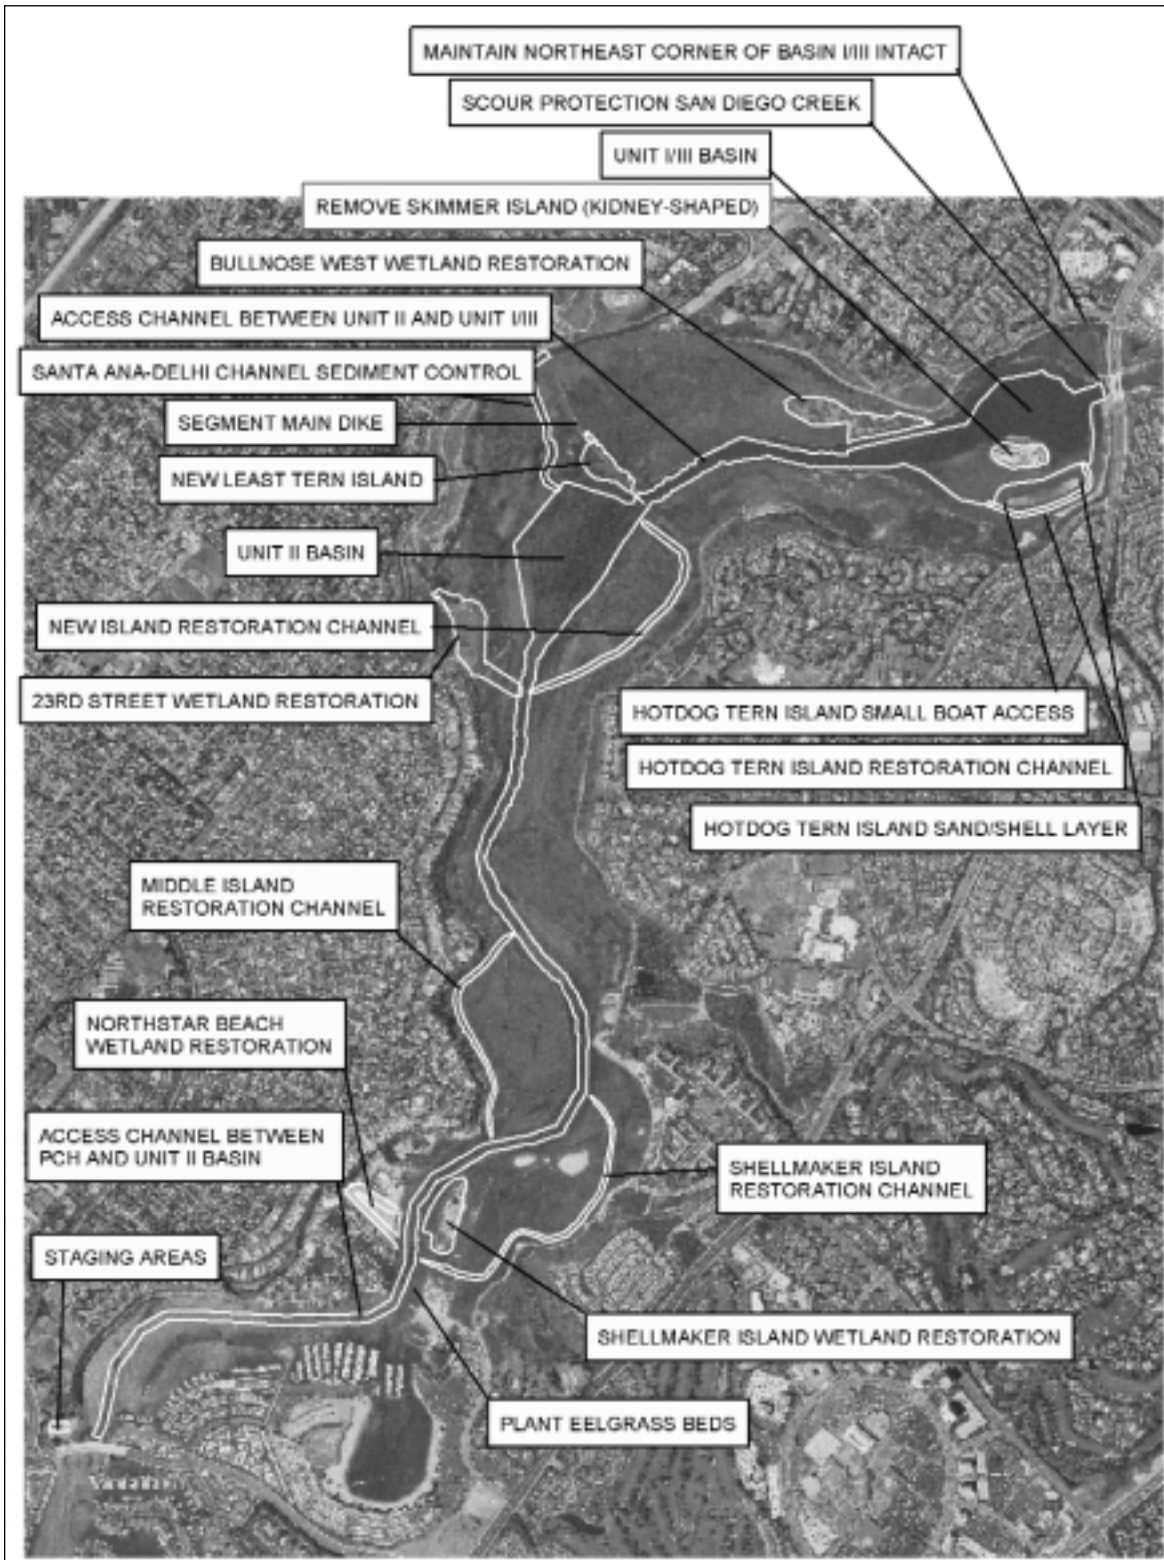 MAINTAIN NORTHEAST CORNER OF BASIN I/III INTACT
SCOUR PROTECTION SAN DIEGO CREEK
UNIT I/III BASIN
REMOVE SKIMMER ISLAND (KIDNEY-SHAPED)
BULLNOSE WEST WETLAND RESTORATION
ACCESS CHANNEL BETWEEN UNIT II AND UNIT I/III
SANTA ANA-DELHI CHANNEL SEDIMENT CONTROL
SEGMENT MAIN DIKE
NEW LEAST TERN ISLAND
UNIT II BASIN
NEW ISLAND RESTORATION CHANNEL
23RD STREET WETLAND RESTORATION
HOTDOG TERN ISLAND SMALL BOAT ACCESS
HOTDOG TERN ISLAND RESTORATION CHANNEL
HOTDOG TERN ISLAND SAND/SHELL LAYER
MIDDLE ISLAND
RESTORATION CHANNEL
NORTHSTAR BEACH
WETLAND RESTORATION
ACCESS CHANNEL BETWEEN
PCH AND UNIT II BASIN
SHELLMAKER ISLAND
RESTORATION CHANNEL
STAGING AREAS
SHELLMAKER ISLAND WETLAND RESTORATION
PLANT EELGRASS BEDS